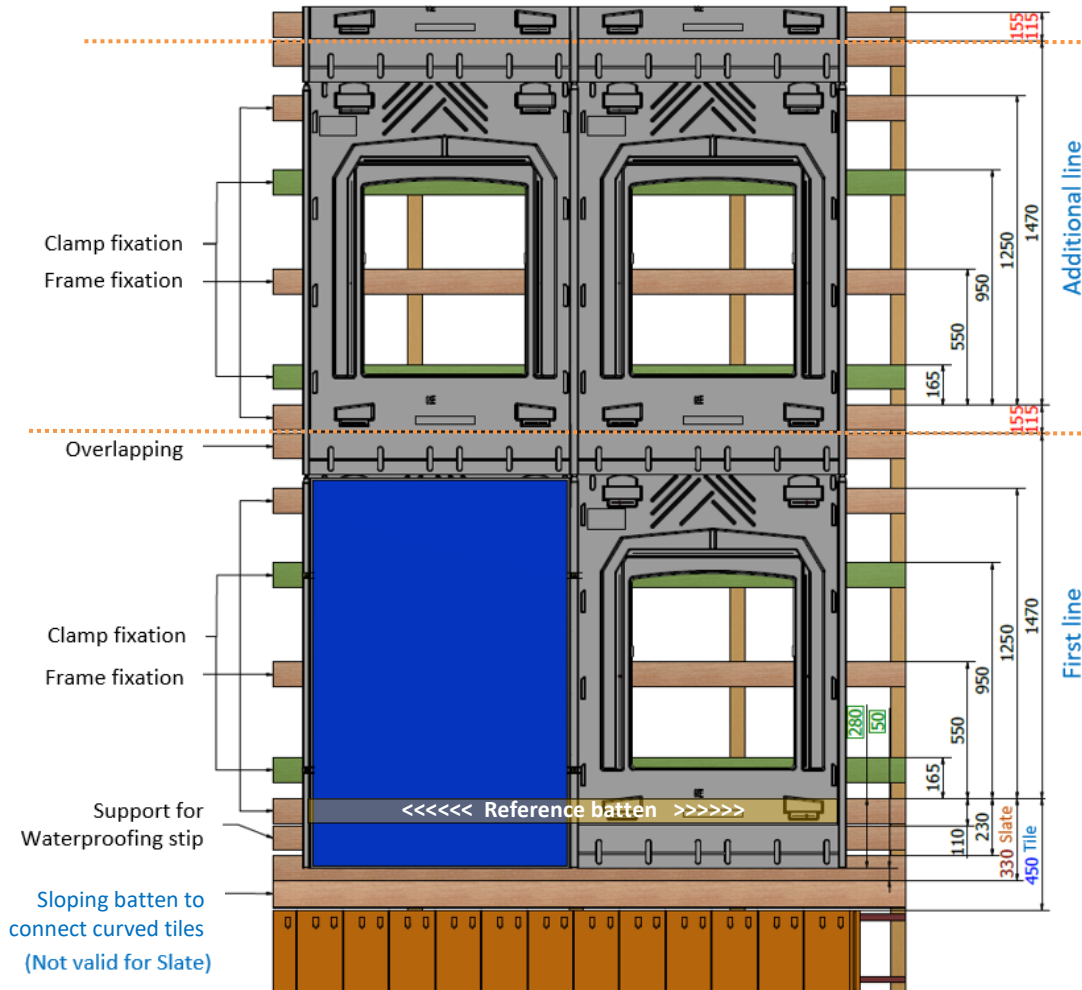 155
115
Additional line
1470
1250
950
550
165
Clamp fixation
Frame fixation
155
115
Overlapping
First line
1470
1250
950
550
165
280
50
Clamp fixation
Frame fixation
<<<<<< Reference batten >>>>>>
Support for
Waterproofing stip
110
230
330 Slate
450 Tile
Sloping batten to
connect curved tiles
(Not valid for Slate)